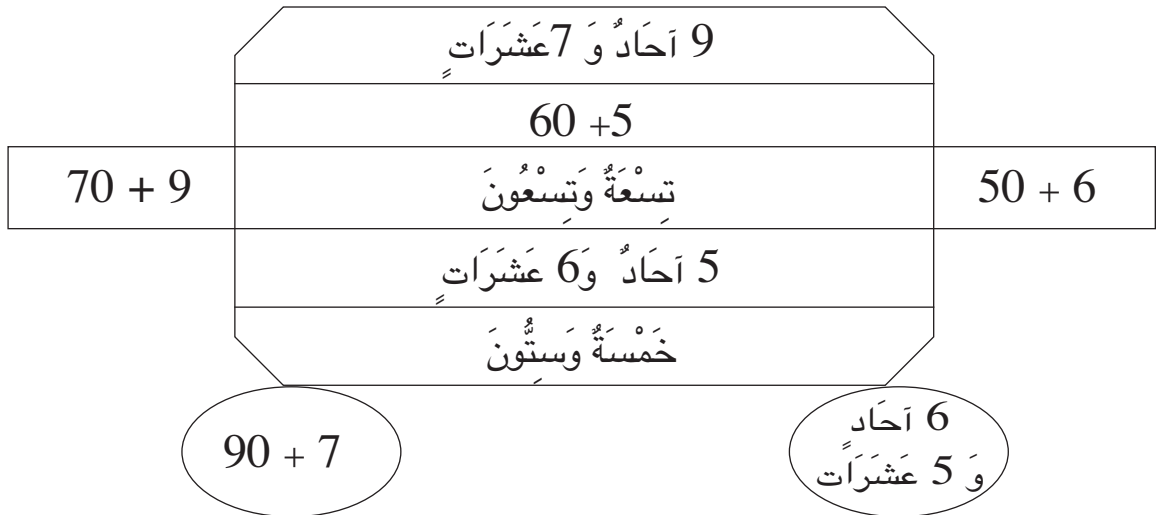 9 آحَادٌ وَ 7عَشَرَاتٍ
60 +5
50 + 6
تِسْعَةٌ وَتِسْعُونَ
70 + 9
5 آحَادٌ وَ6 عَشَرَاتٍ
خَمْسَةٌ وَسِتُّونَ
6 آحَادٍ
وَ 5 عَشَرَات
90 + 7